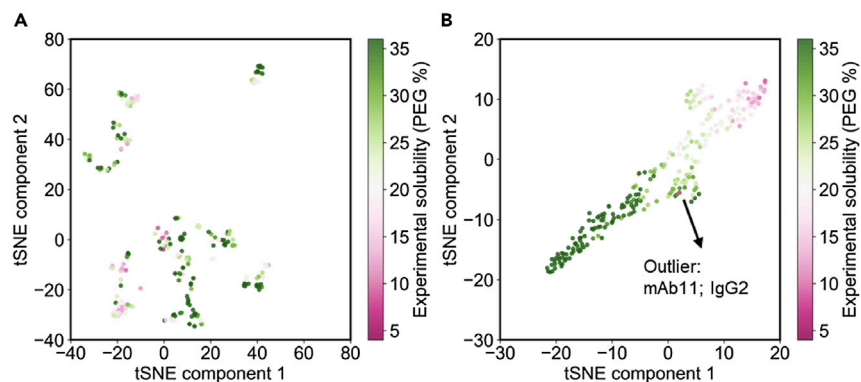 A
80
60
40
20
0
−20
−40
−40 −20 0 20 40 60 80
tSNE component 1
tSNE component 2
35
30
25
20
15
10
5
Experimental solubility (PEG %)
B
20
10
0
−10
−20
−30
−30 −20 −10 0 10 20
tSNE component 1
tSNE component 2
Outlier:
mAb11; IgG2
35
30
25
20
15
10
5
Experimental solubility (PEG %)